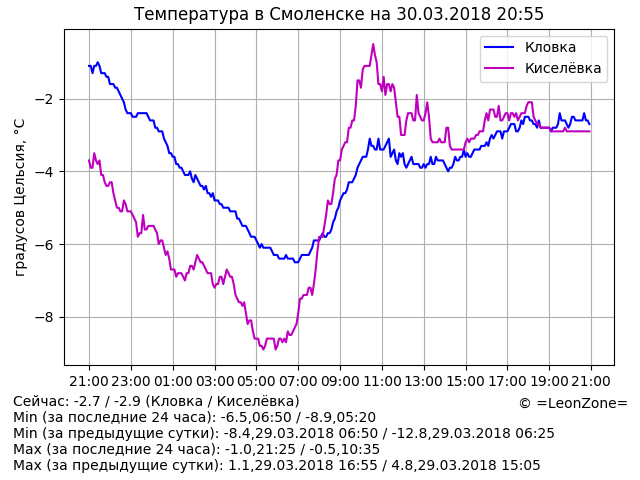 Температура в Смоленске на 30.03.2018 20:55
Кловка
Киселёвка
градусов Цельсия, °C
−2
−4
−6
−8
21:00 23:00 01:00 03:00 05:00 07:00 09:00 11:00 13:00 15:00 17:00 19:00 21:00
Сейчас: -2.7 / -2.9 (Кловка / Киселёвка)
© =LeonZone=
Min (за последние 24 часа): -6.5,06:50 / -8.9,05:20
Min (за предыдущие сутки): -8.4,29.03.2018 06:50 / -12.8,29.03.2018 06:25
Max (за последние 24 часа): -1.0,21:25 / -0.5,10:35
Max (за предыдущие сутки): 1.1,29.03.2018 16:55 / 4.8,29.03.2018 15:05